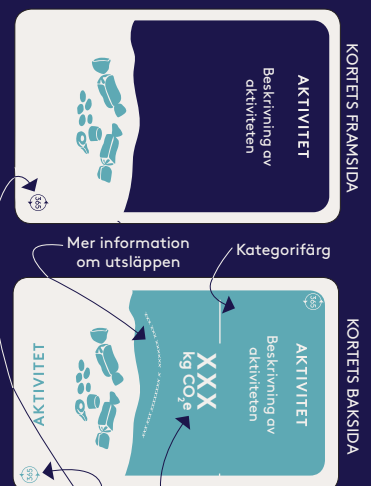 KORTETS FRAMSIDA
AKTIVITET
Beskrivning av
aktiviteten
365
Mer information
om utsläppen
Kategorifärg
KORTETS BAKSIDA
365
AKTIVITET
Beskrivning av
aktiviteten
XXX
kg CO₂e
AKTIVITET
365